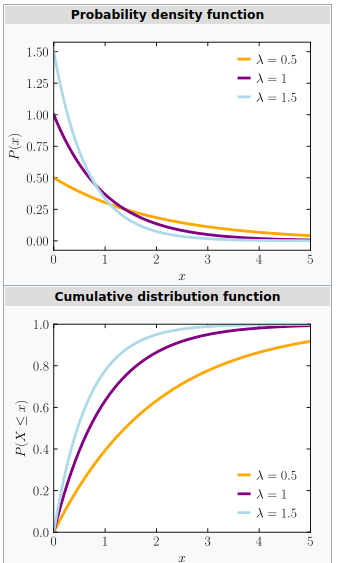 Probability density function
P(x)
1.50
1.25
1.00
0.75
0.50
0.25
0.00
λ = 0.5
λ = 1
λ = 1.5
0 1 2 3 4 5
x
Cumulative distribution function
P(X ≤ x)
1.0
0.8
0.6
0.4
0.2
0.0
λ = 0.5
λ = 1
λ = 1.5
0 1 2 3 4 5
x